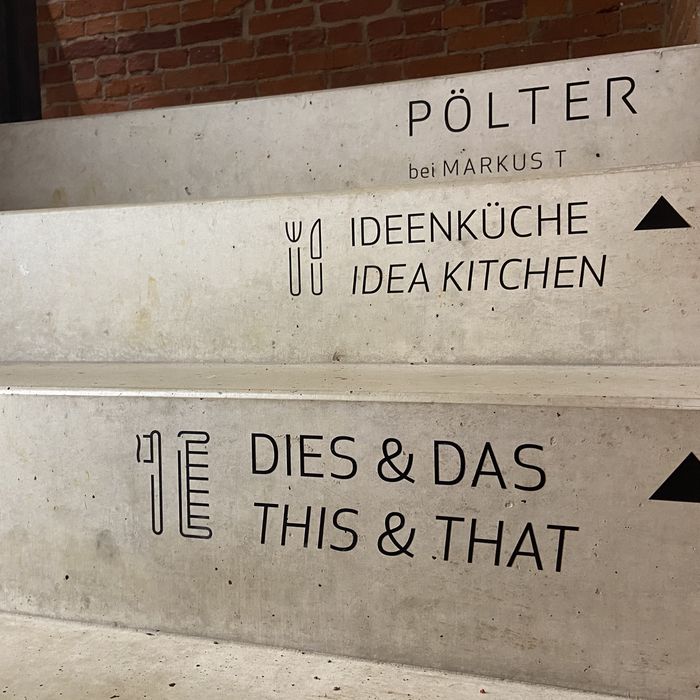 PÖLTER
bei MARKUS T
IDEENKÜCHE
IDEA KITCHEN
DIES & DAS
THIS & THAT